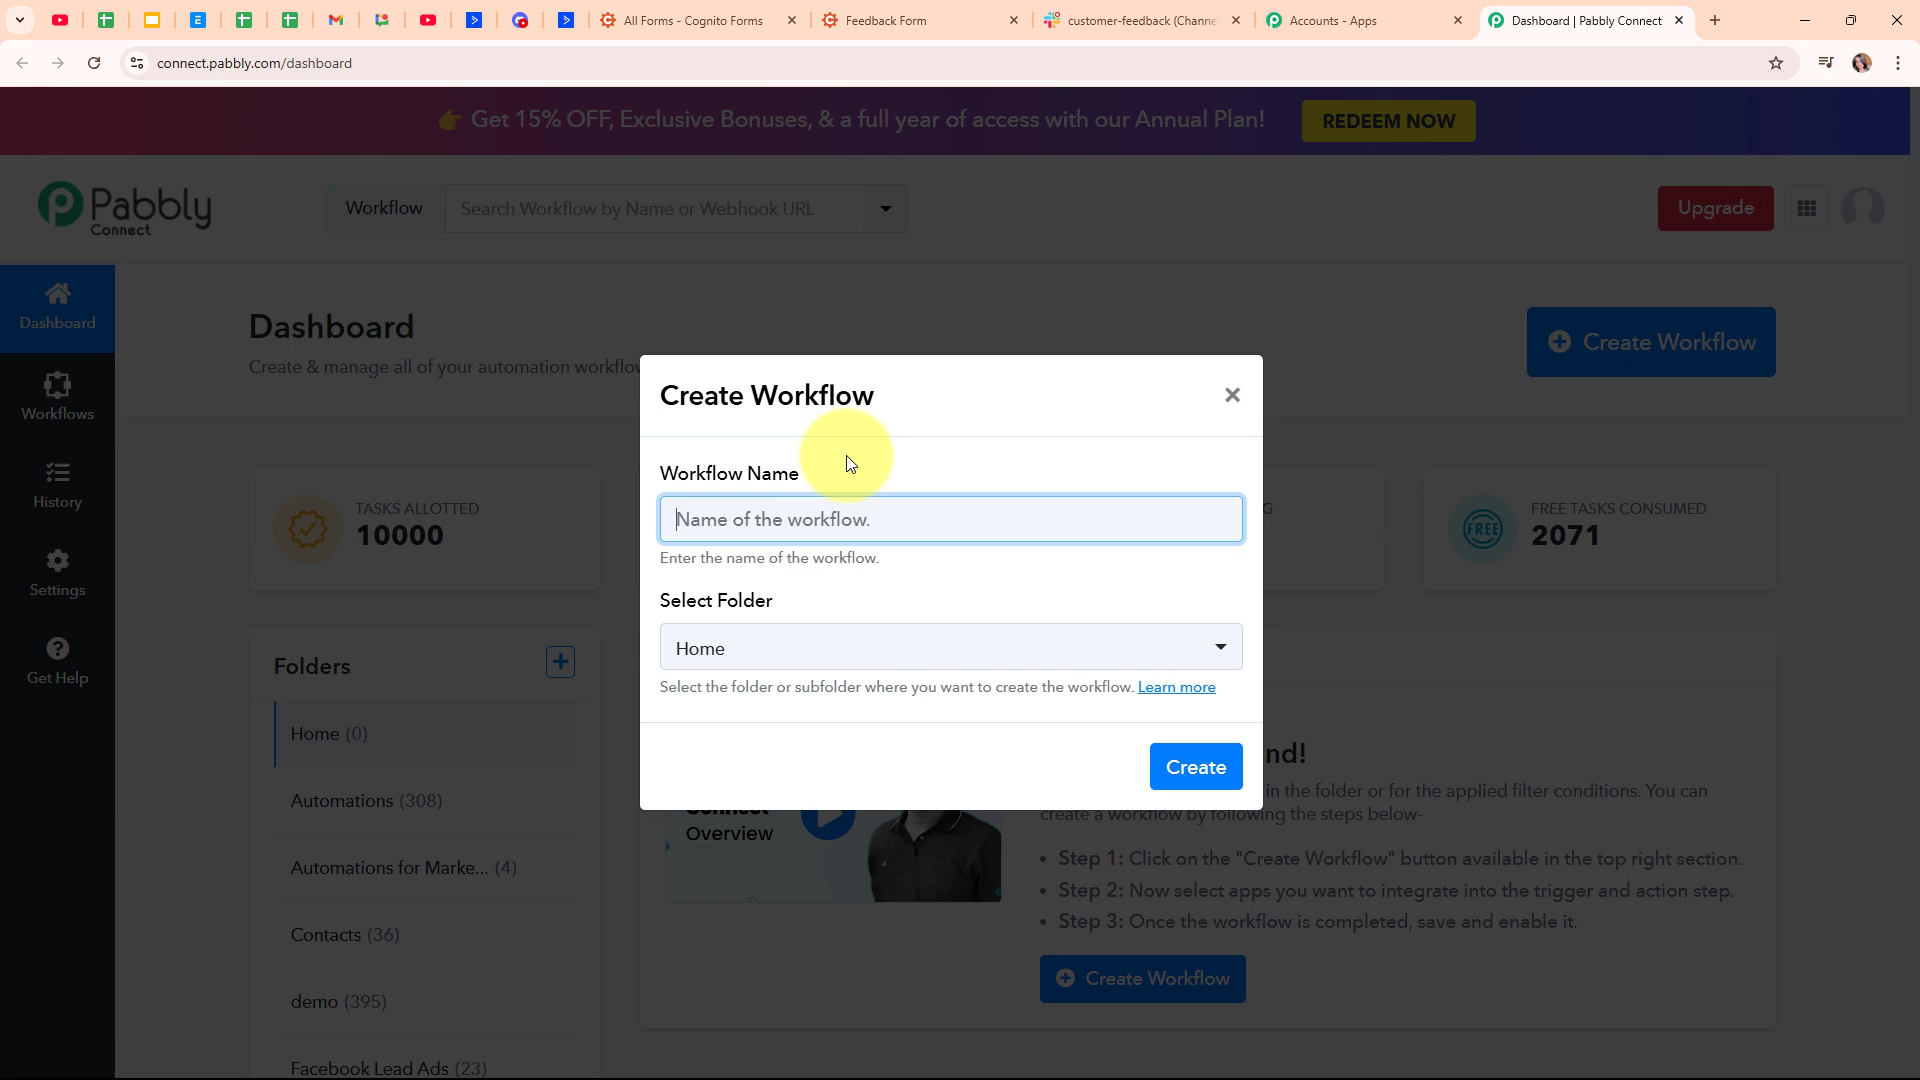 All Forms - Cognito Forms
Feedback Form
customer-feedback (Channe
Accounts - Apps
Dashboard | Pabbly Connect
connect.pabbly.com/dashboard
👉 Get 15% OFF, Exclusive Bonuses, & a full year of access with our Annual Plan!
REDEEM NOW
Pabbly
Connect
Workflow
Search Workflow by Name or Webhook URL
Upgrade
Dashboard
Workflows
History
Settings
Get Help
Dashboard
Create & manage all of your automation workflow
Create Workflow
TASKS ALLOTTED
10000
G
FREE
FREE TASKS CONSUMED
2071
Folders
Home (0)
Automations (308)
Automations for Marke... (4)
Contacts (36)
demo (395)
Facebook Lead Ads (23)
Create Workflow
Workflow Name
Name of the workflow.
Enter the name of the workflow.
Select Folder
Home
Select the folder or subfolder where you want to create the workflow. Learn more
Create
Overview
nd!
in the folder or for the applied filter conditions. You can
create a workflow by following the steps below-
• Step 1: Click on the "Create Workflow" button available in the top right section.
• Step 2: Now select apps you want to integrate into the trigger and action step.
• Step 3: Once the workflow is completed, save and enable it.
Create Workflow